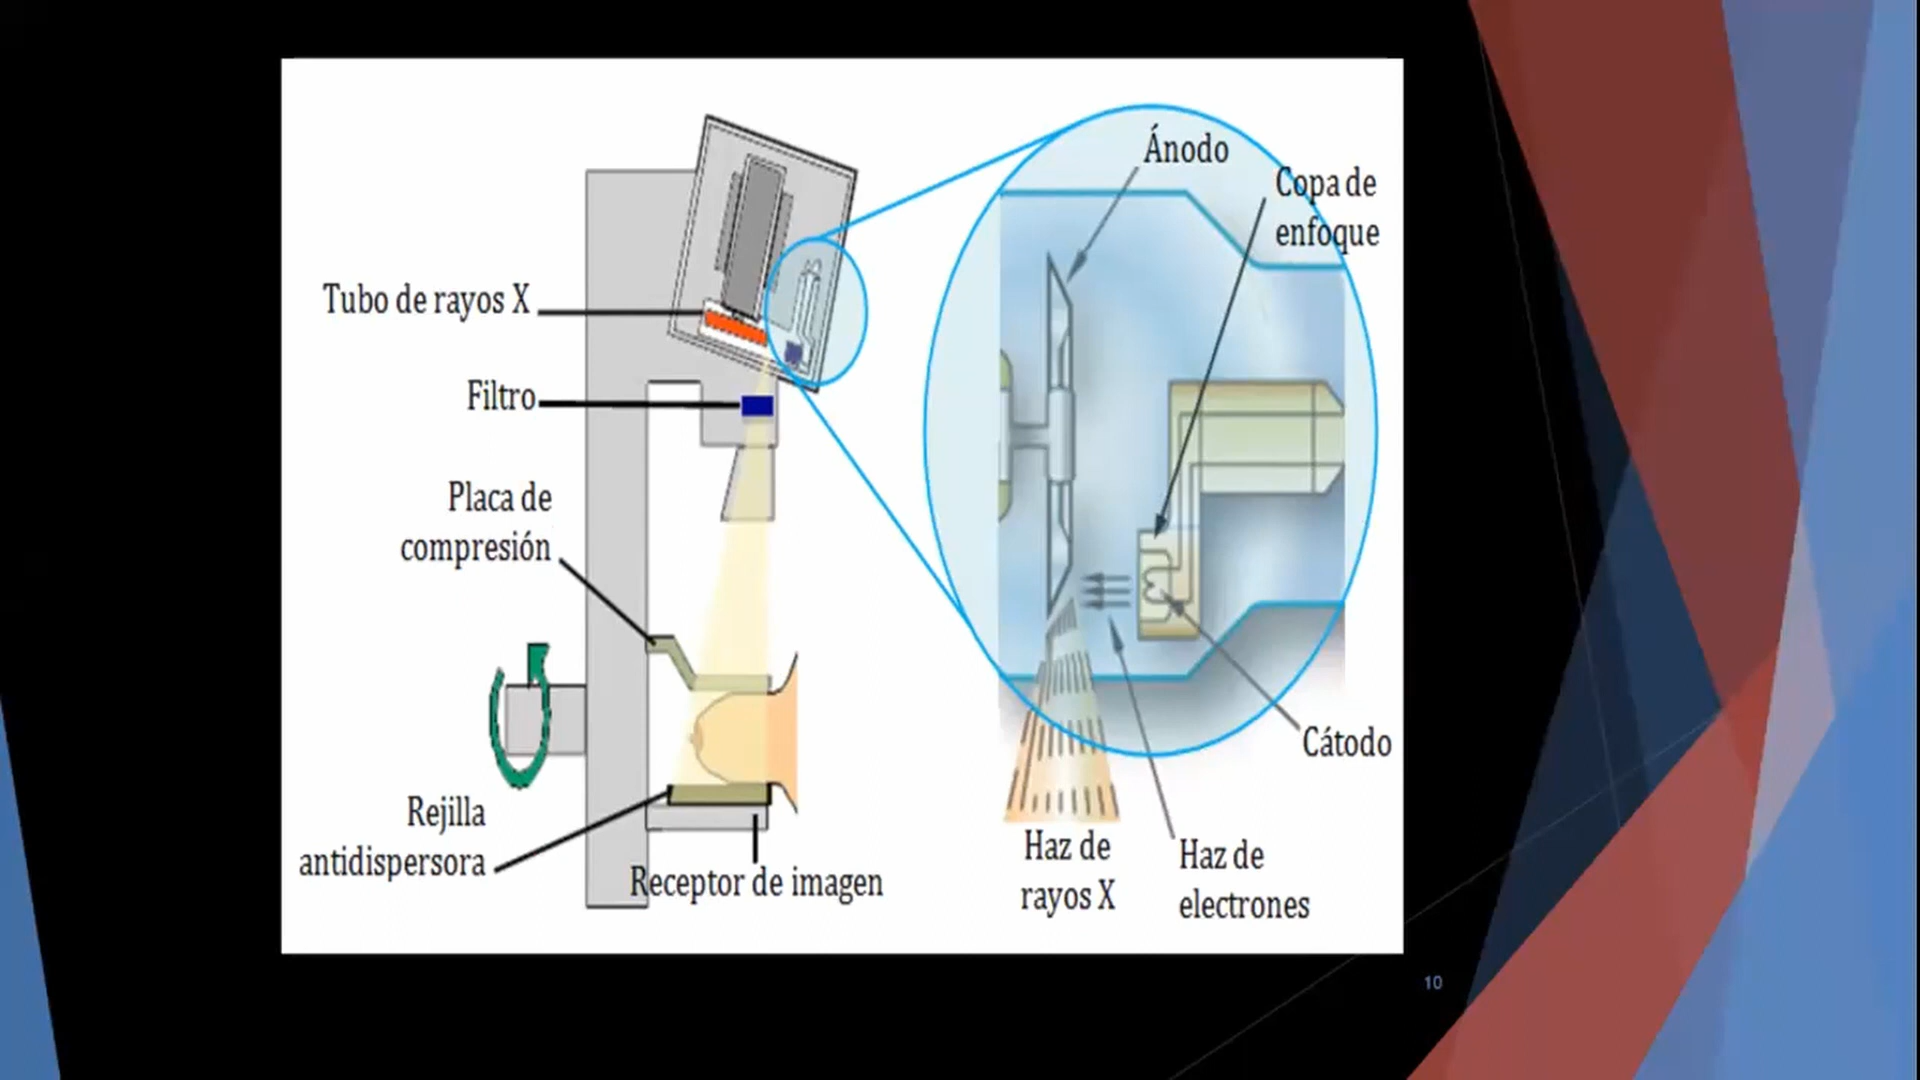 Ánodo
Copa de
enfoque
Tubo de rayos X
Filtro
Placa de
compresión
Cátodo
Rejilla
antidispersora
Receptor de imagen
Haz de
rayos X
Haz de
electrones
10